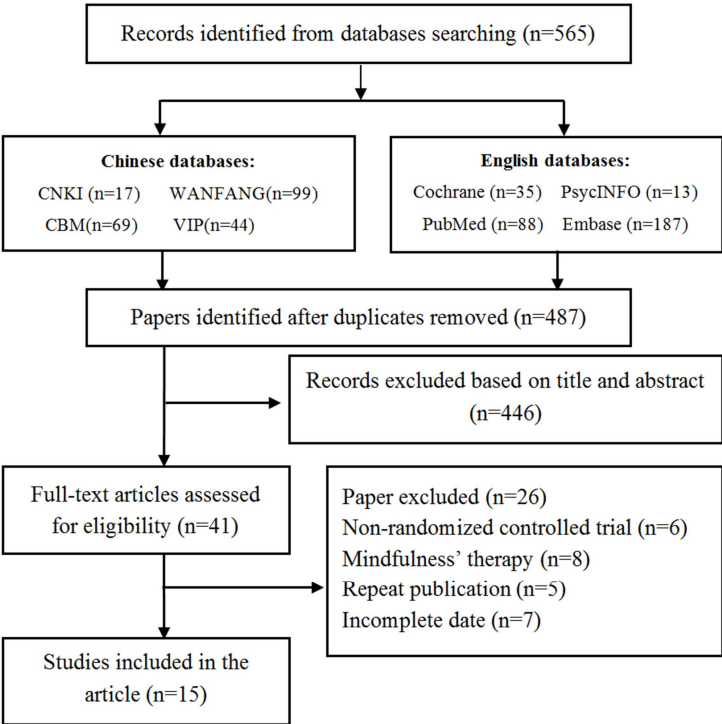 Records identified from databases searching (n=565)
Chinese databases:
CNKI (n=17) WANFANG(n=99)
CBM(n=69) VIP(n=44)
English databases:
Cochrane (n=35) PsycINFO (n=13)
PubMed (n=88) Embase (n=187)
Papers identified after duplicates removed (n=487)
Records excluded based on title and abstract
(n=446)
Full-text articles assessed
for eligibility (n=41)
Paper excluded (n=26)
Non-randomized controlled trial (n=6)
Mindfulness’ therapy (n=8)
Repeat publication (n=5)
Incomplete date (n=7)
Studies included in the
article (n=15)